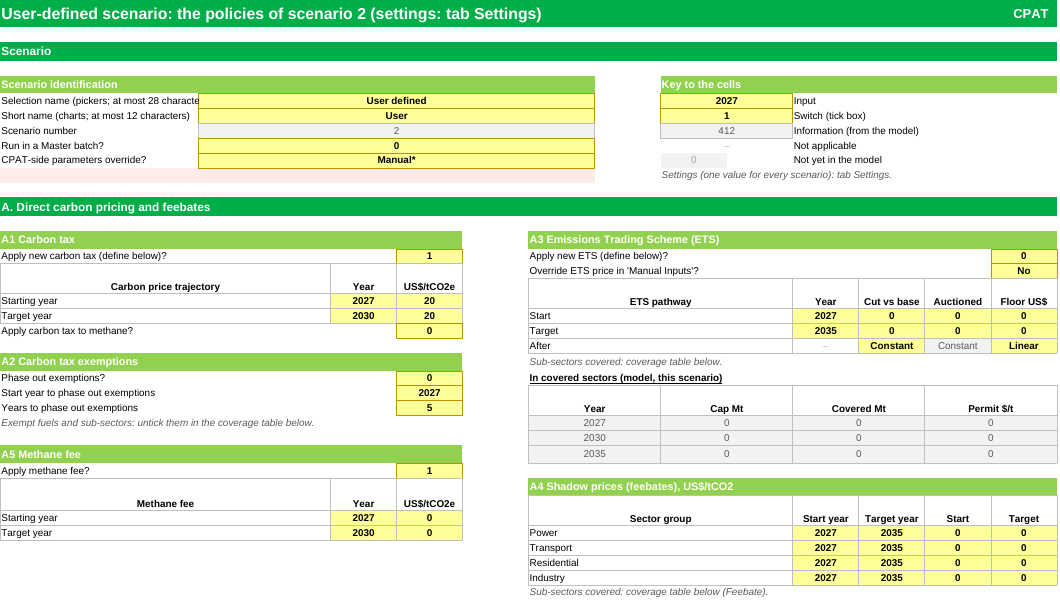 User-defined scenario: the policies of scenario 2 (settings: tab Settings) CPAT
Scenario
Scenario identification
Selection name (pickers; at most 28 characte User defined
Short name (charts; at most 12 characters) User
Scenario number 2
Run in a Master batch? 0
CPAT-side parameters override? Manual*
Key to the cells
2027 Input
1 Switch (tick box)
412 Information (from the model)
– Not applicable
0 Not yet in the model
Settings (one value for every scenario): tab Settings.
A. Direct carbon pricing and feebates
A1 Carbon tax
Apply new carbon tax (define below)? 1
Carbon price trajectory Year US$/tCO2e
Starting year 2027 20
Target year 2030 20
Apply carbon tax to methane? 0
A2 Carbon tax exemptions
Phase out exemptions? 0
Start year to phase out exemptions 2027
Years to phase out exemptions 5
Exempt fuels and sub-sectors: untick them in the coverage table below.
A5 Methane fee
Apply methane fee? 1
Methane fee Year US$/tCO2e
Starting year 2027 0
Target year 2030 0
A3 Emissions Trading Scheme (ETS)
Apply new ETS (define below)? 0
Override ETS price in 'Manual Inputs'? No
ETS pathway Year Cut vs base Auctioned Floor US$
Start 2027 0 0 0
Target 2035 0 0 0
After – Constant Constant Linear
Sub-sectors covered: coverage table below.
In covered sectors (model, this scenario)
Year Cap Mt Covered Mt Permit $/t
2027 0 0 0
2030 0 0 0
2035 0 0 0
A4 Shadow prices (feebates), US$/tCO2
Sector group Start year Target year Start Target
Power 2027 2035 0 0
Transport 2027 2035 0 0
Residential 2027 2035 0 0
Industry 2027 2035 0 0
Sub-sectors covered: coverage table below (Feebate).